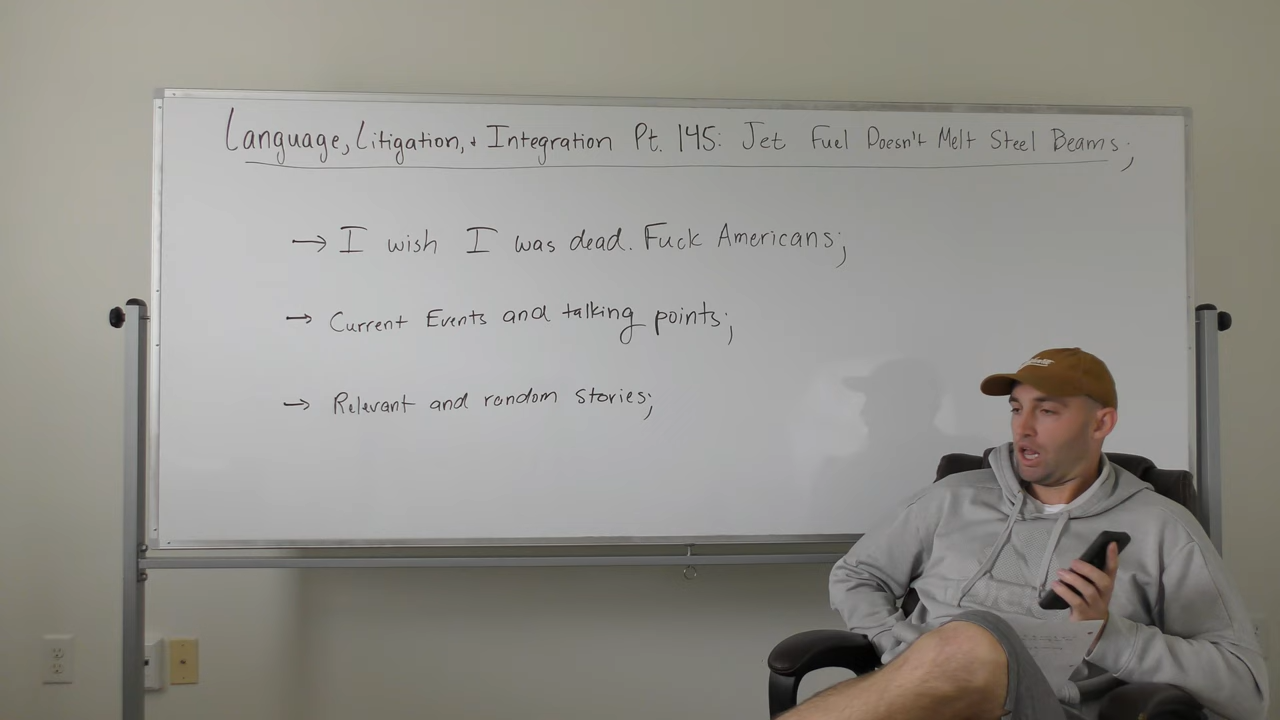 Language, Litigation, + Integration Pt. 145: Jet Fuel Doesn't Melt Steel Beams;
→ I wish I was dead. Fuck Americans;
→ Current Events and talking points;
→ Relevant and random stories;